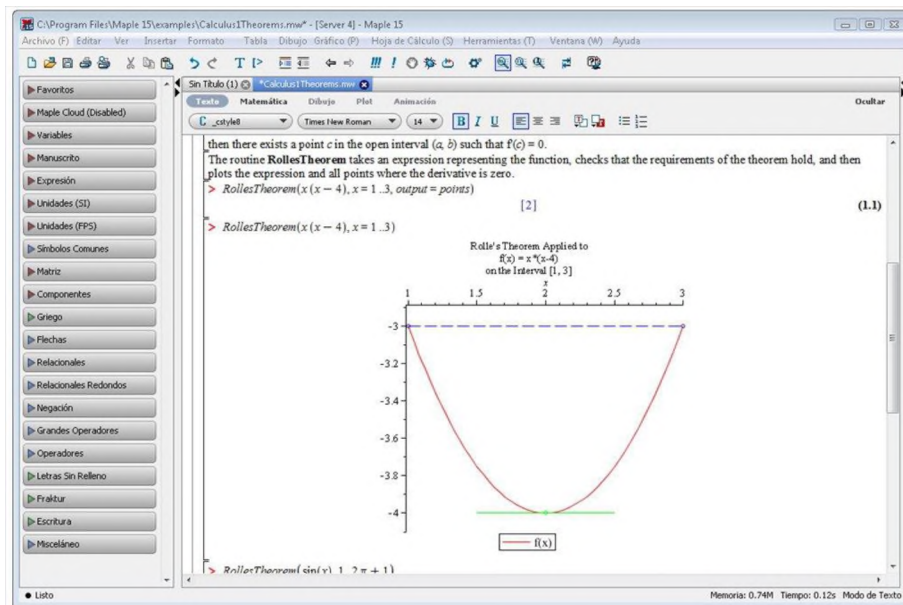 C:\Program Files\Maple 15\examples\Calculus1Theorems.mw* - [Server 4] - Maple 15
Archivo (F) Editar Ver Insertar Formato Tabla Dibujo Gráfico (P) Hoja de Cálculo (S) Herramientas (T) Ventana (W) Ayuda
Sin Título (1) *Calculus1Theorems.mw
Texto Matemática Dibujo Plot Animación Ocultar
C _cstyle8 Times New Roman 14 B I U
Favoritos
Maple Cloud (Disabled)
Variables
Manuscrito
Expresión
Unidades (SI)
Unidades (FPS)
Símbolos Comunes
Matriz
Componentes
Griego
Flechas
Relacionales
Relacionales Redondos
Negación
Grandes Operadores
Operadores
Letras Sin Relleno
Fraktur
Escritura
Misceláneo
then there exists a point c in the open interval (a, b) such that f'(c) = 0.
The routine RollesTheorem takes an expression representing the function, checks that the requirements of the theorem hold, and then
plots the expression and all points where the derivative is zero.
> RollesTheorem(x (x − 4), x = 1 ..3, output = points)
[2] (1.1)
> RollesTheorem(x (x − 4), x = 1 ..3)
Rolle's Theorem Applied to
f(x) = x*(x-4)
on the Interval [1, 3]
x
1 1.5 2 2.5 3
-3
-3.2
-3.4
-3.6
-3.8
-4
f(x)
> RollesTheorem(sin(x), 1..2 π + 1)
Listo Memoria: 0.74M Tiempo: 0.12s Modo de Texto